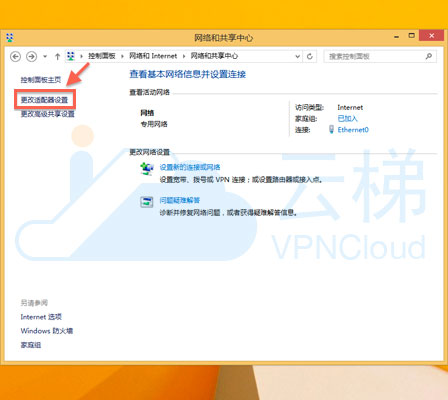 网络和共享中心
控制面板 ▸ 网络和 Internet ▸ 网络和共享中心
搜索控制面板
控制面板主页
更改适配器设置
更改高级共享设置
查看基本网络信息并设置连接
查看活动网络
网络
专用网络
访问类型: Internet
家庭组: 已加入
连接: Ethernet0
更改网络设置
设置新的连接或网络
设置宽带、拨号或 VPN 连接；或设置路由器或接入点。
问题疑难解答
诊断并修复网络问题，或者获得疑难解答信息。
云梯
VPNCloud
另请参阅
Internet 选项
Windows 防火墙
家庭组